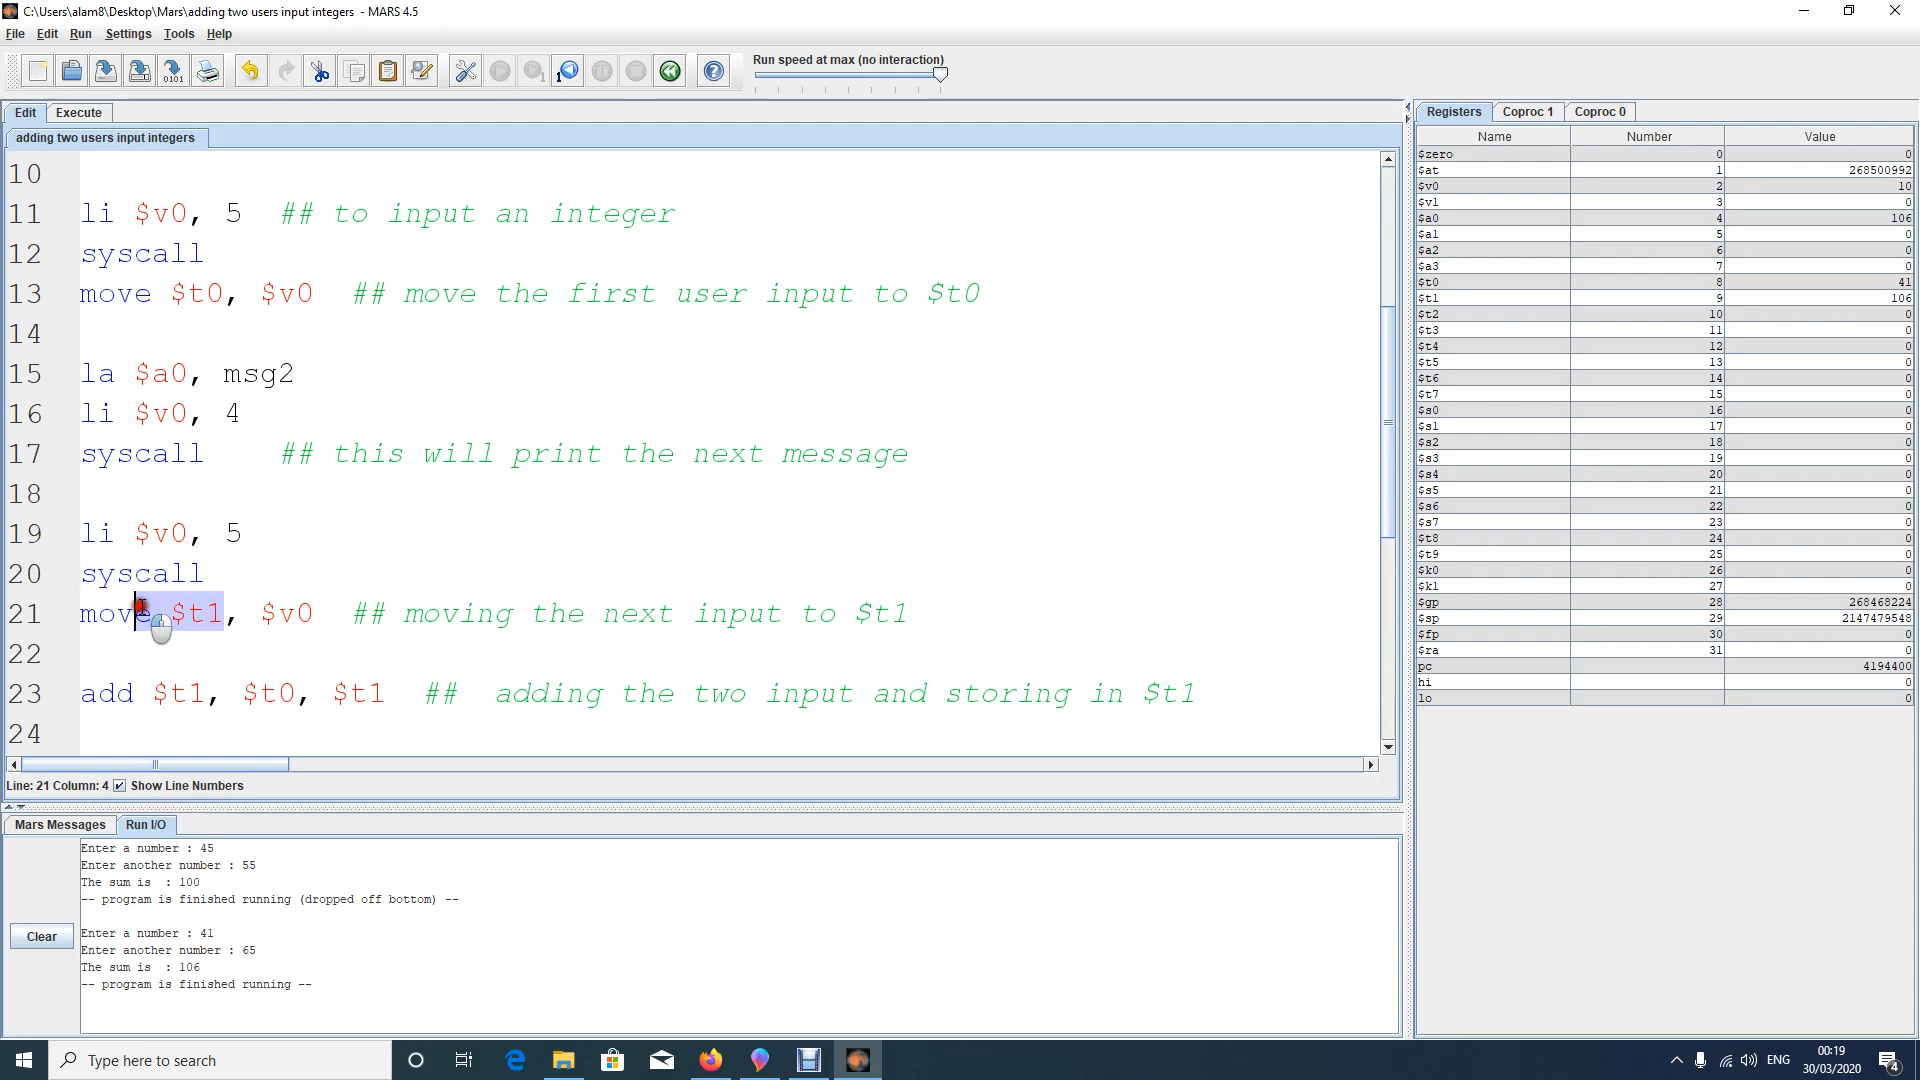 C:\Users\alam8\Desktop\Mars\adding two users input integers - MARS 4.5
File Edit Run Settings Tools Help
Run speed at max (no interaction)
Edit Execute
adding two users input integers
10
11 li $v0, 5 ## to input an integer
12 syscall
13 move $t0, $v0 ## move the first user input to $t0
14
15 la $a0, msg2
16 li $v0, 4
17 syscall ## this will print the next message
18
19 li $v0, 5
20 syscall
21 move $t1, $v0 ## moving the next input to $t1
22
23 add $t1, $t0, $t1 ## adding the two input and storing in $t1
24
Line: 21 Column: 4 Show Line Numbers
Mars Messages Run I/O
Enter a number : 45
Enter another number : 55
The sum is : 100
-- program is finished running (dropped off bottom) --
Enter a number : 41
Enter another number : 65
The sum is : 106
-- program is finished running --
Clear
Registers Coproc 1 Coproc 0
Name Number Value
$zero 0 0
$at 1 268500992
$v0 2 10
$v1 3 0
$a0 4 106
$a1 5 0
$a2 6 0
$a3 7 0
$t0 8 41
$t1 9 106
$t2 10 0
$t3 11 0
$t4 12 0
$t5 13 0
$t6 14 0
$t7 15 0
$s0 16 0
$s1 17 0
$s2 18 0
$s3 19 0
$s4 20 0
$s5 21 0
$s6 22 0
$s7 23 0
$t8 24 0
$t9 25 0
$k0 26 0
$k1 27 0
$gp 28 268468224
$sp 29 2147479548
$fp 30 0
$ra 31 0
pc 4194400
hi 0
lo 0
Type here to search
ENG
00:19
30/03/2020
4